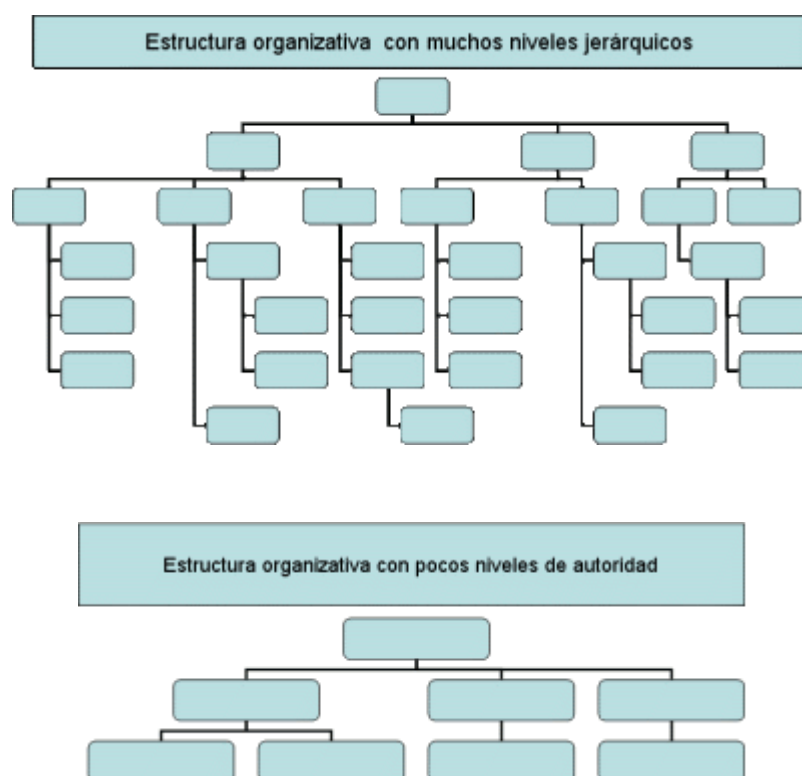 Estructura organizativa con muchos niveles jerárquicos
Estructura organizativa con pocos niveles de autoridad